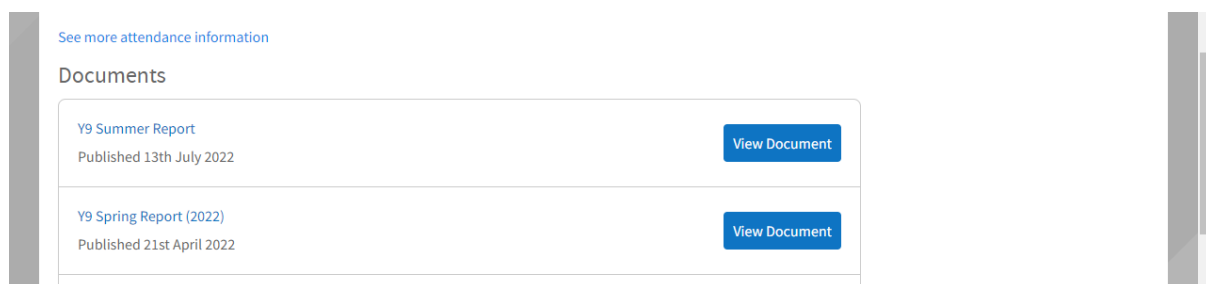 See more attendance information
Documents
Y9 Summer Report
Published 13th July 2022
View Document
Y9 Spring Report (2022)
Published 21st April 2022
View Document